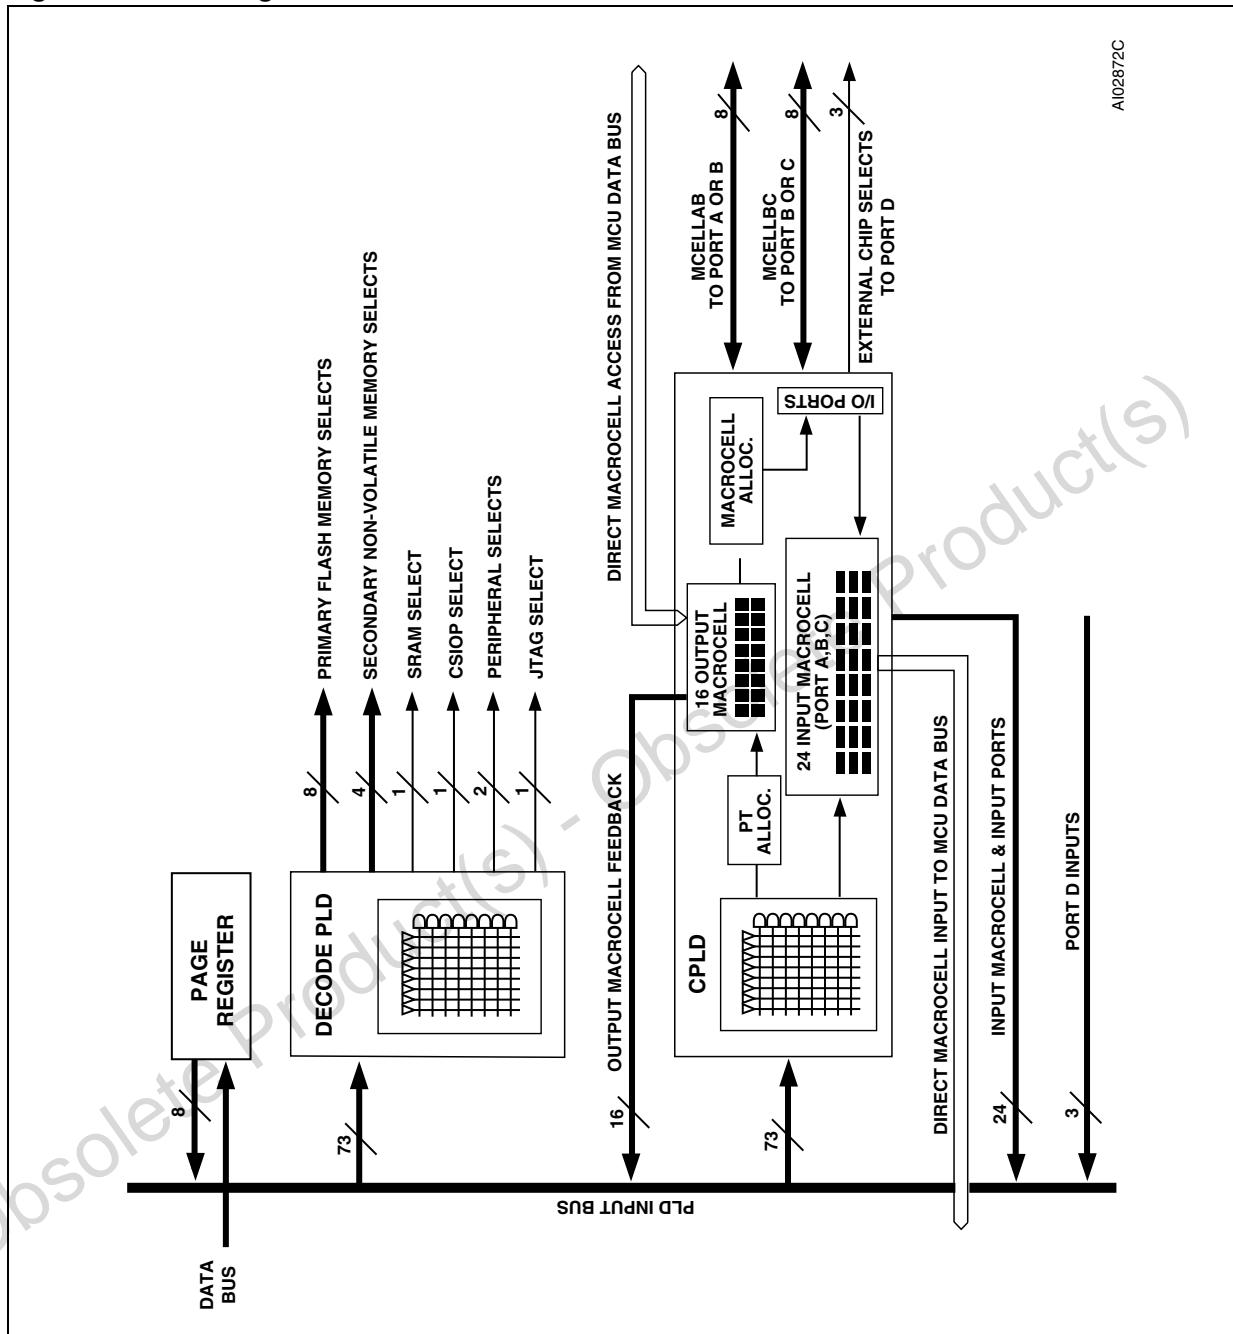 AI02872C
DATA
BUS
8
PAGE
REGISTER
73
DECODE PLD
8
PRIMARY FLASH MEMORY SELECTS
4
SECONDARY NON-VOLATILE MEMORY SELECTS
1
SRAM SELECT
1
CSIOP SELECT
2
PERIPHERAL SELECTS
1
JTAG SELECT
PLD INPUT BUS
16
OUTPUT MACROCELL FEEDBACK
DIRECT MACROCELL ACCESS FROM MCU DATA BUS
73
CPLD
PT
ALLOC.
16 OUTPUT
MACROCELL
MACROCELL
ALLOC.
I/O PORTS
24 INPUT MACROCELL
(PORT A,B,C)
8
MCELLAB
TO PORT A OR B
8
MCELLBC
TO PORT B OR C
3
EXTERNAL CHIP SELECTS
TO PORT D
DIRECT MACROCELL INPUT TO MCU DATA BUS
24
INPUT MACROCELL & INPUT PORTS
3
PORT D INPUTS
Obsolete Product(s) - Obsolete Product(s)